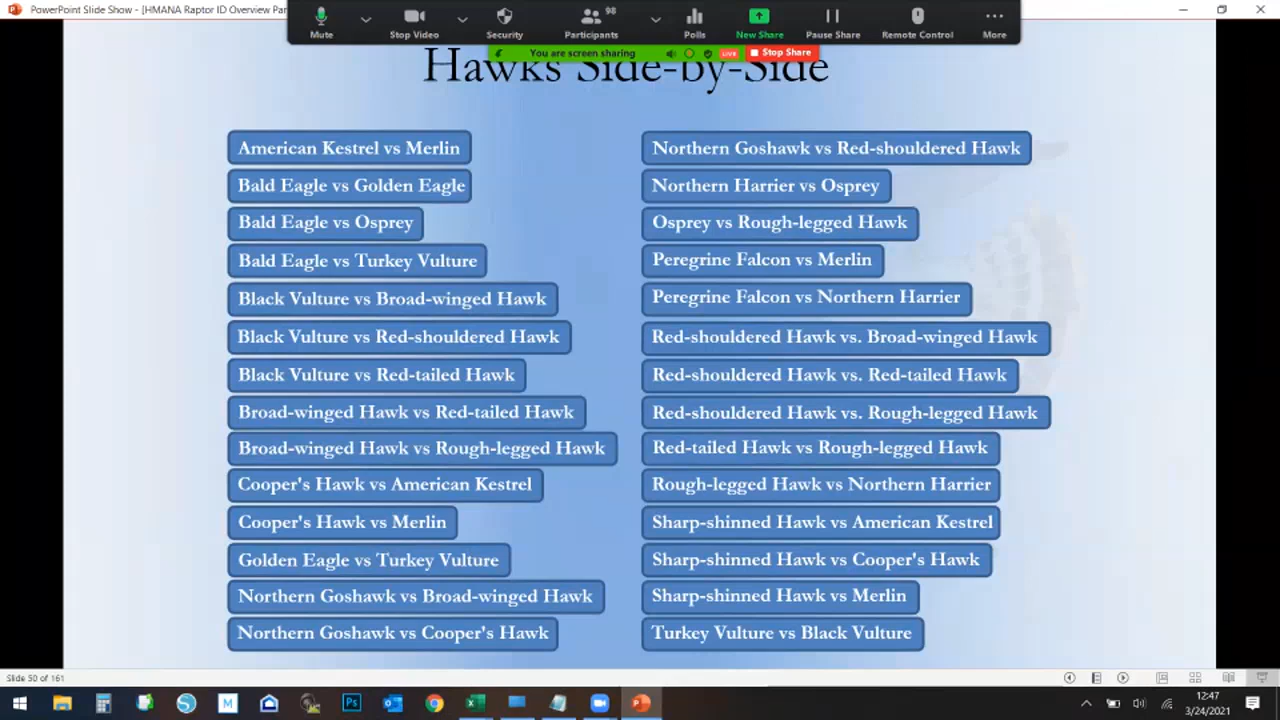 PowerPoint Slide Show - [HMANA Raptor ID Overview Par
98
Mute
Stop Video
Security
Participants
Polls
New Share
Pause Share
Remote Control
More
You are screen sharing
LIVE
Stop Share
Hawks Side-by-Side
American Kestrel vs Merlin
Bald Eagle vs Golden Eagle
Bald Eagle vs Osprey
Bald Eagle vs Turkey Vulture
Black Vulture vs Broad-winged Hawk
Black Vulture vs Red-shouldered Hawk
Black Vulture vs Red-tailed Hawk
Broad-winged Hawk vs Red-tailed Hawk
Broad-winged Hawk vs Rough-legged Hawk
Cooper's Hawk vs American Kestrel
Cooper's Hawk vs Merlin
Golden Eagle vs Turkey Vulture
Northern Goshawk vs Broad-winged Hawk
Northern Goshawk vs Cooper's Hawk
Northern Goshawk vs Red-shouldered Hawk
Northern Harrier vs Osprey
Osprey vs Rough-legged Hawk
Peregrine Falcon vs Merlin
Peregrine Falcon vs Northern Harrier
Red-shouldered Hawk vs. Broad-winged Hawk
Red-shouldered Hawk vs. Red-tailed Hawk
Red-shouldered Hawk vs. Rough-legged Hawk
Red-tailed Hawk vs Rough-legged Hawk
Rough-legged Hawk vs Northern Harrier
Sharp-shinned Hawk vs American Kestrel
Sharp-shinned Hawk vs Cooper's Hawk
Sharp-shinned Hawk vs Merlin
Turkey Vulture vs Black Vulture
Slide 50 of 161
M
Ps
12:47
3/24/2021